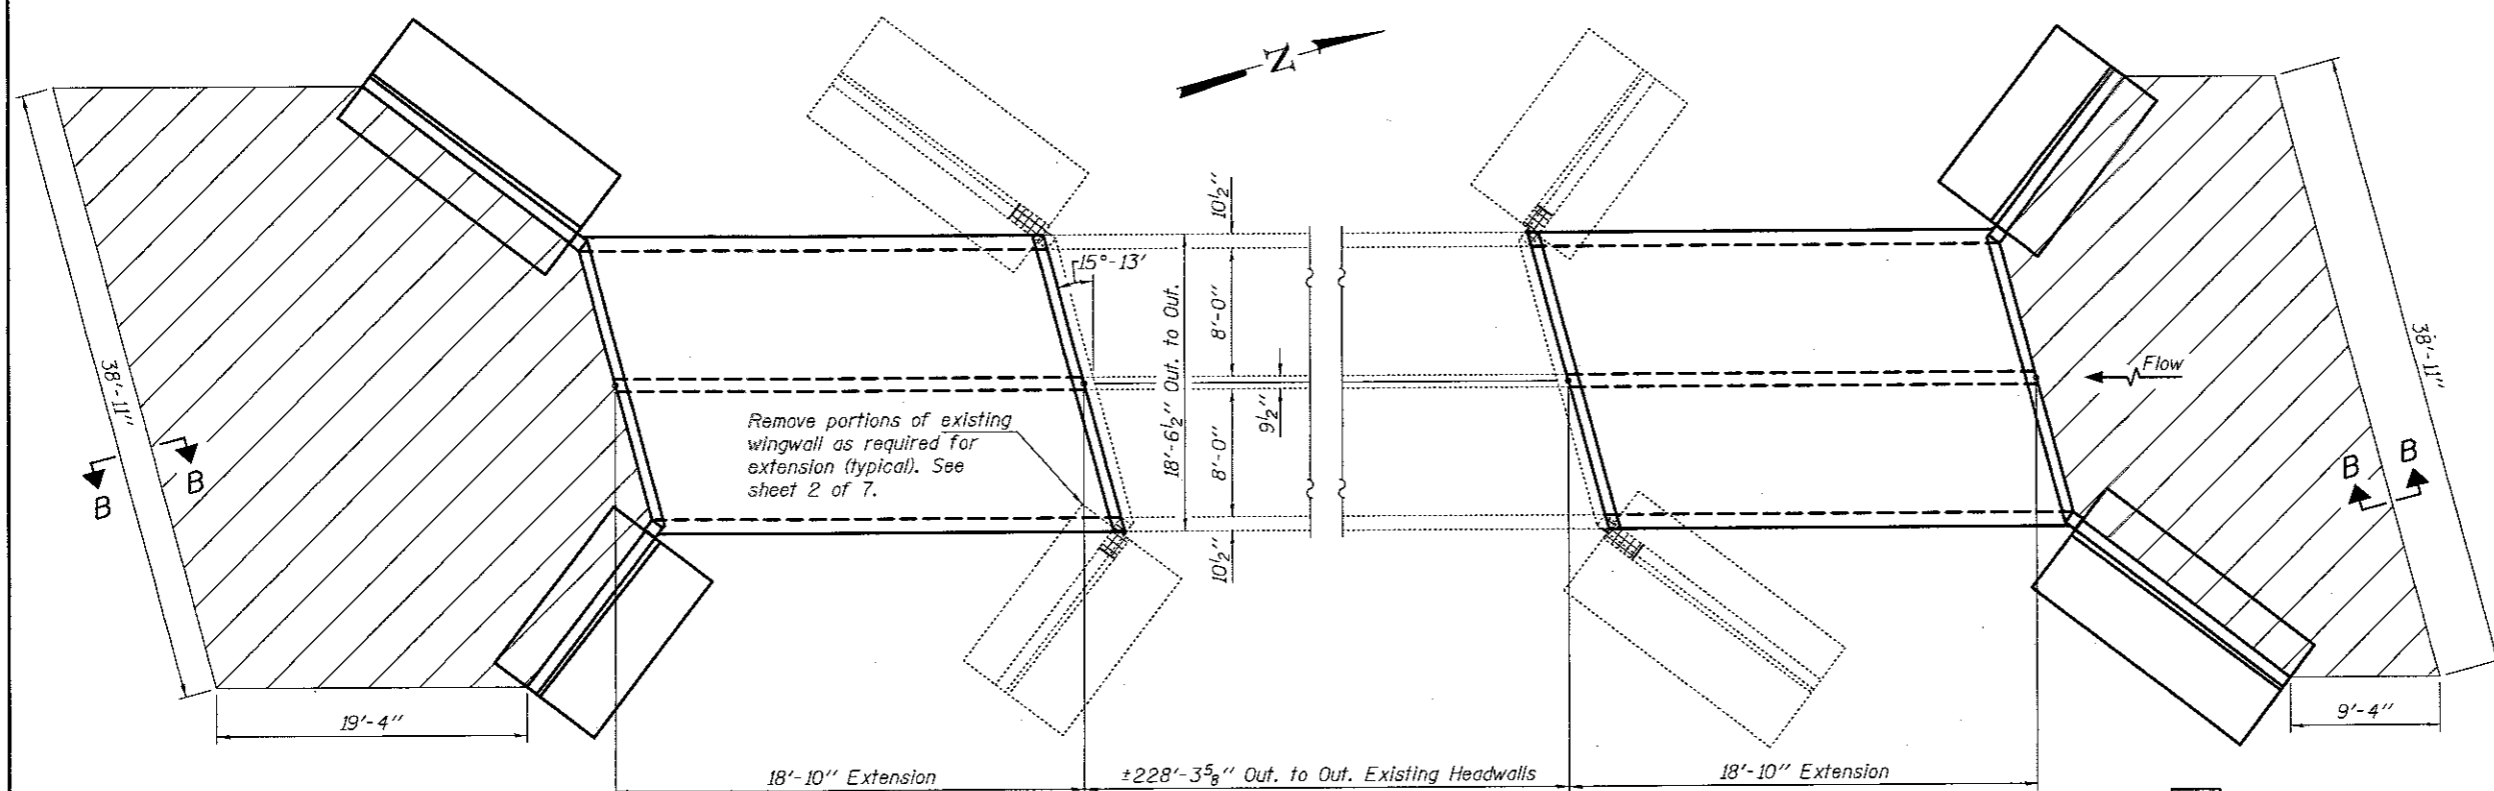 N
10½"
15°-13'
18'-6½" Out. to Out.
8'-0"
9½"
8'-0"
10½"
Flow
38'-11"
38'-11"
B
B
B
B
Remove portions of existing
wingwall as required for
extension (typical). See
sheet 2 of 7.
19'-4"
9'-4"
18'-10" Extension
±228'-3⅝" Out. to Out. Existing Headwalls
18'-10" Extension